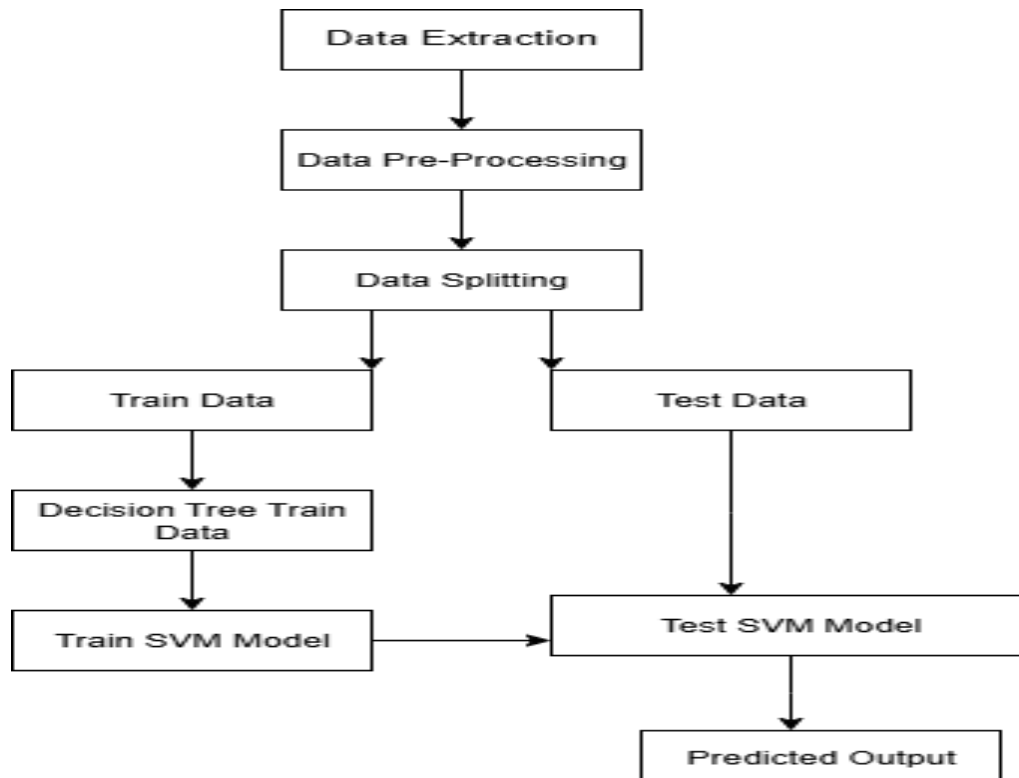 Data Extraction
Data Pre-Processing
Data Splitting
Train Data
Test Data
Decision Tree Train
Data
Train SVM Model
Test SVM Model
Predicted Output